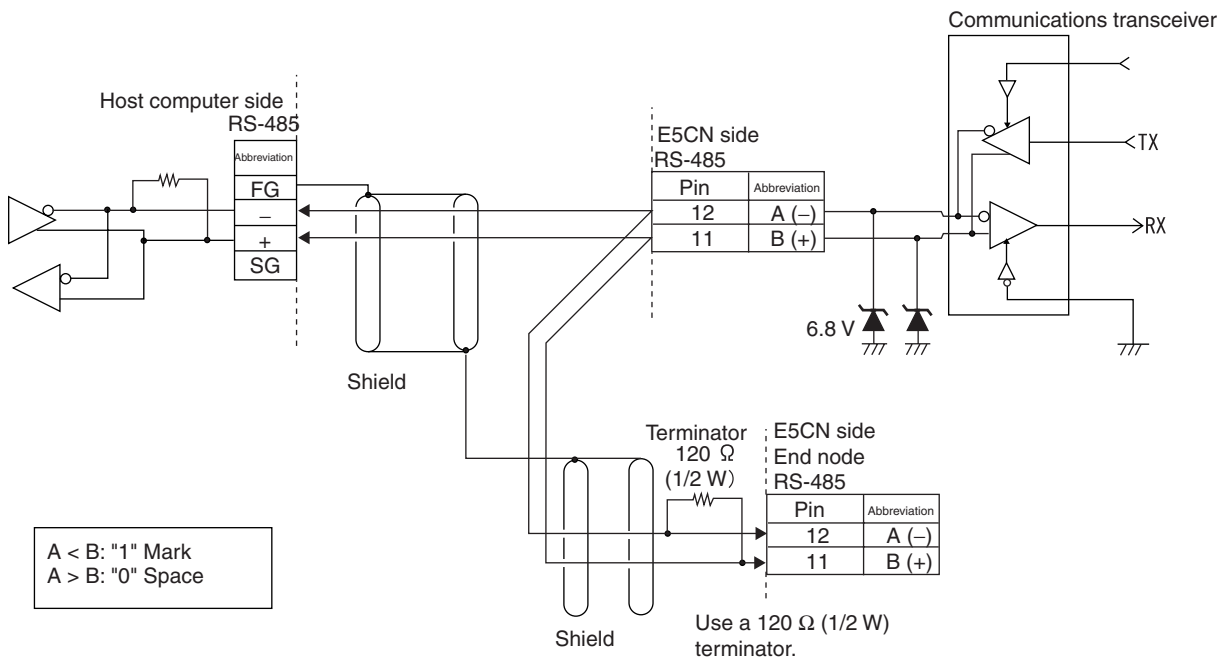 Communications transceiver
Host computer side
RS-485
Abbreviation
FG
−
+
SG
Shield
E5CN side
RS-485
Pin Abbreviation
12 A (−)
11 B (+)
TX
RX
6.8 V
Terminator
120 Ω
(1/2 W)
E5CN side
End node
RS-485
Pin Abbreviation
12 A (−)
11 B (+)
A < B: "1" Mark
A > B: "0" Space
Shield
Use a 120 Ω (1/2 W)
terminator.